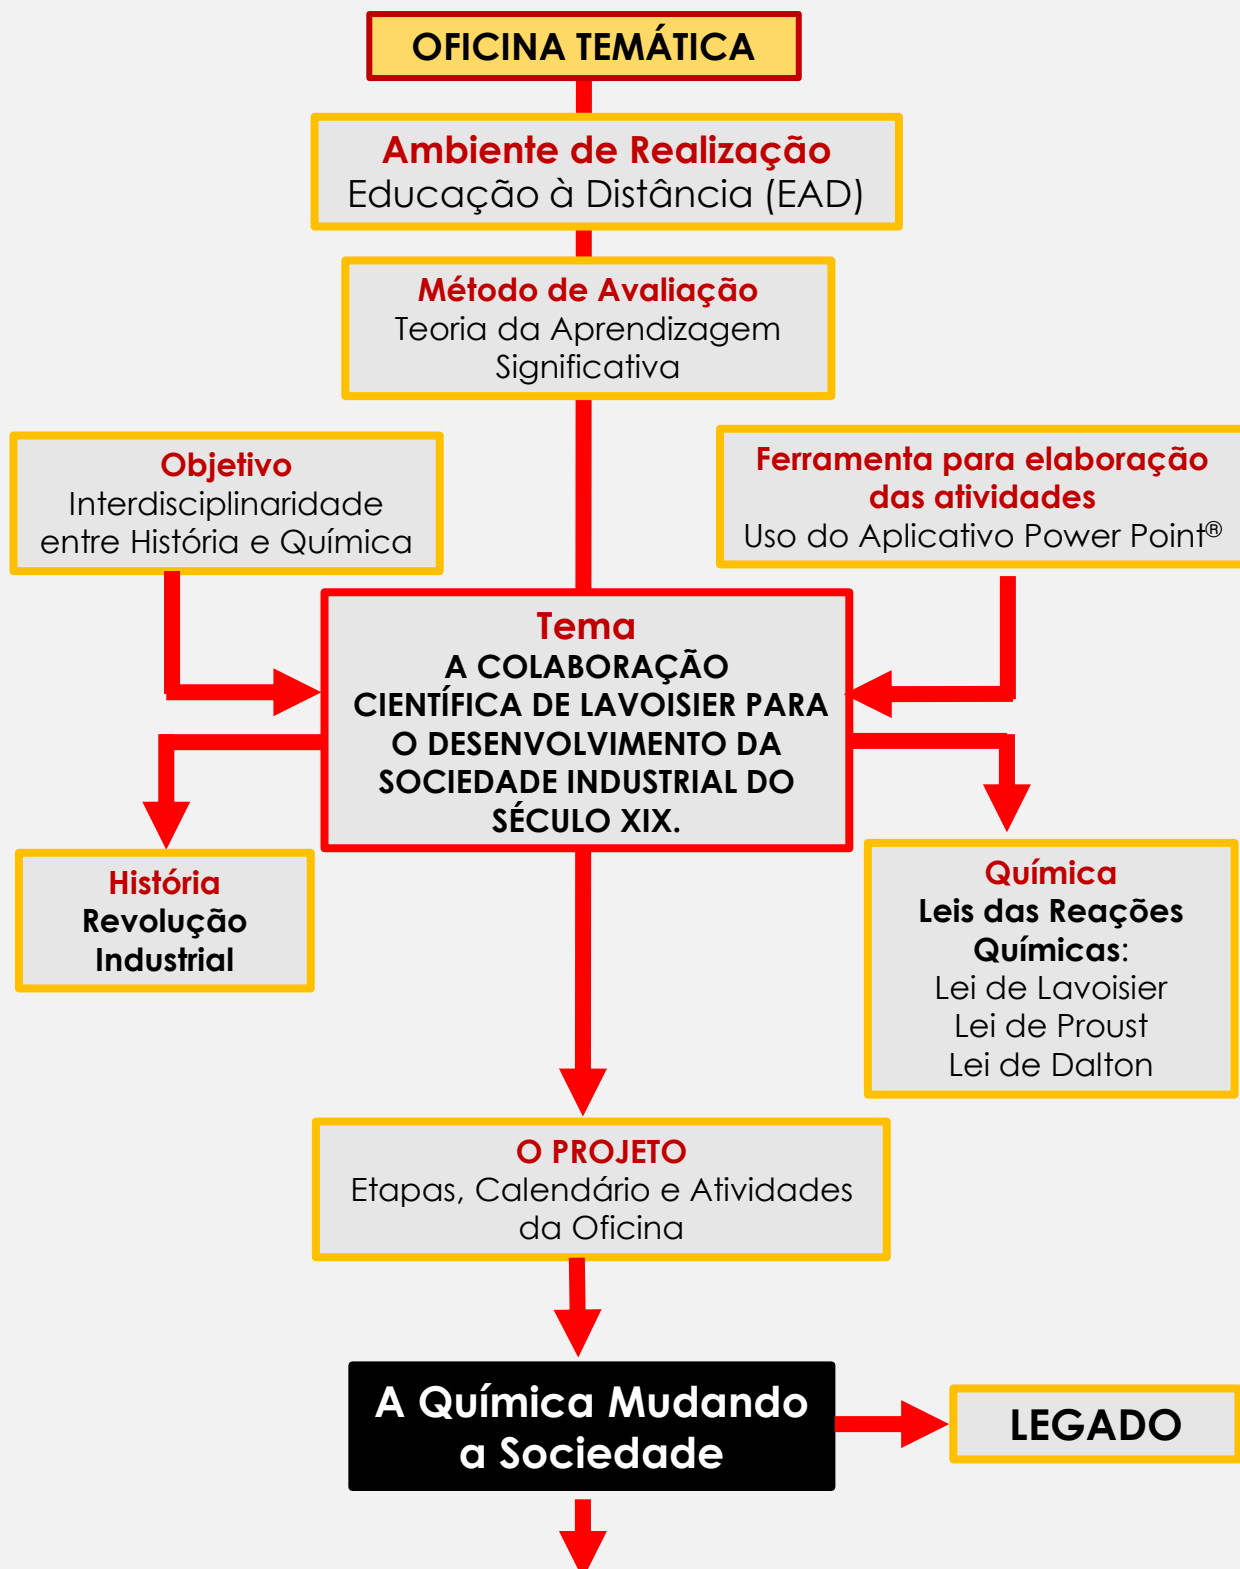 OFICINA TEMÁTICA
Ambiente de Realização
Educação à Distância (EAD)
Método de Avaliação
Teoria da Aprendizagem
Significativa
Objetivo
Interdisciplinaridade
entre História e Química
Ferramenta para elaboração
das atividades
Uso do Aplicativo Power Point®
Tema
A COLABORAÇÃO
CIENTÍFICA DE LAVOISIER PARA
O DESENVOLVIMENTO DA
SOCIEDADE INDUSTRIAL DO
SÉCULO XIX.
História
Revolução
Industrial
Química
Leis das Reações
Químicas:
Lei de Lavoisier
Lei de Proust
Lei de Dalton
O PROJETO
Etapas, Calendário e Atividades
da Oficina
A Química Mudando
a Sociedade
LEGADO